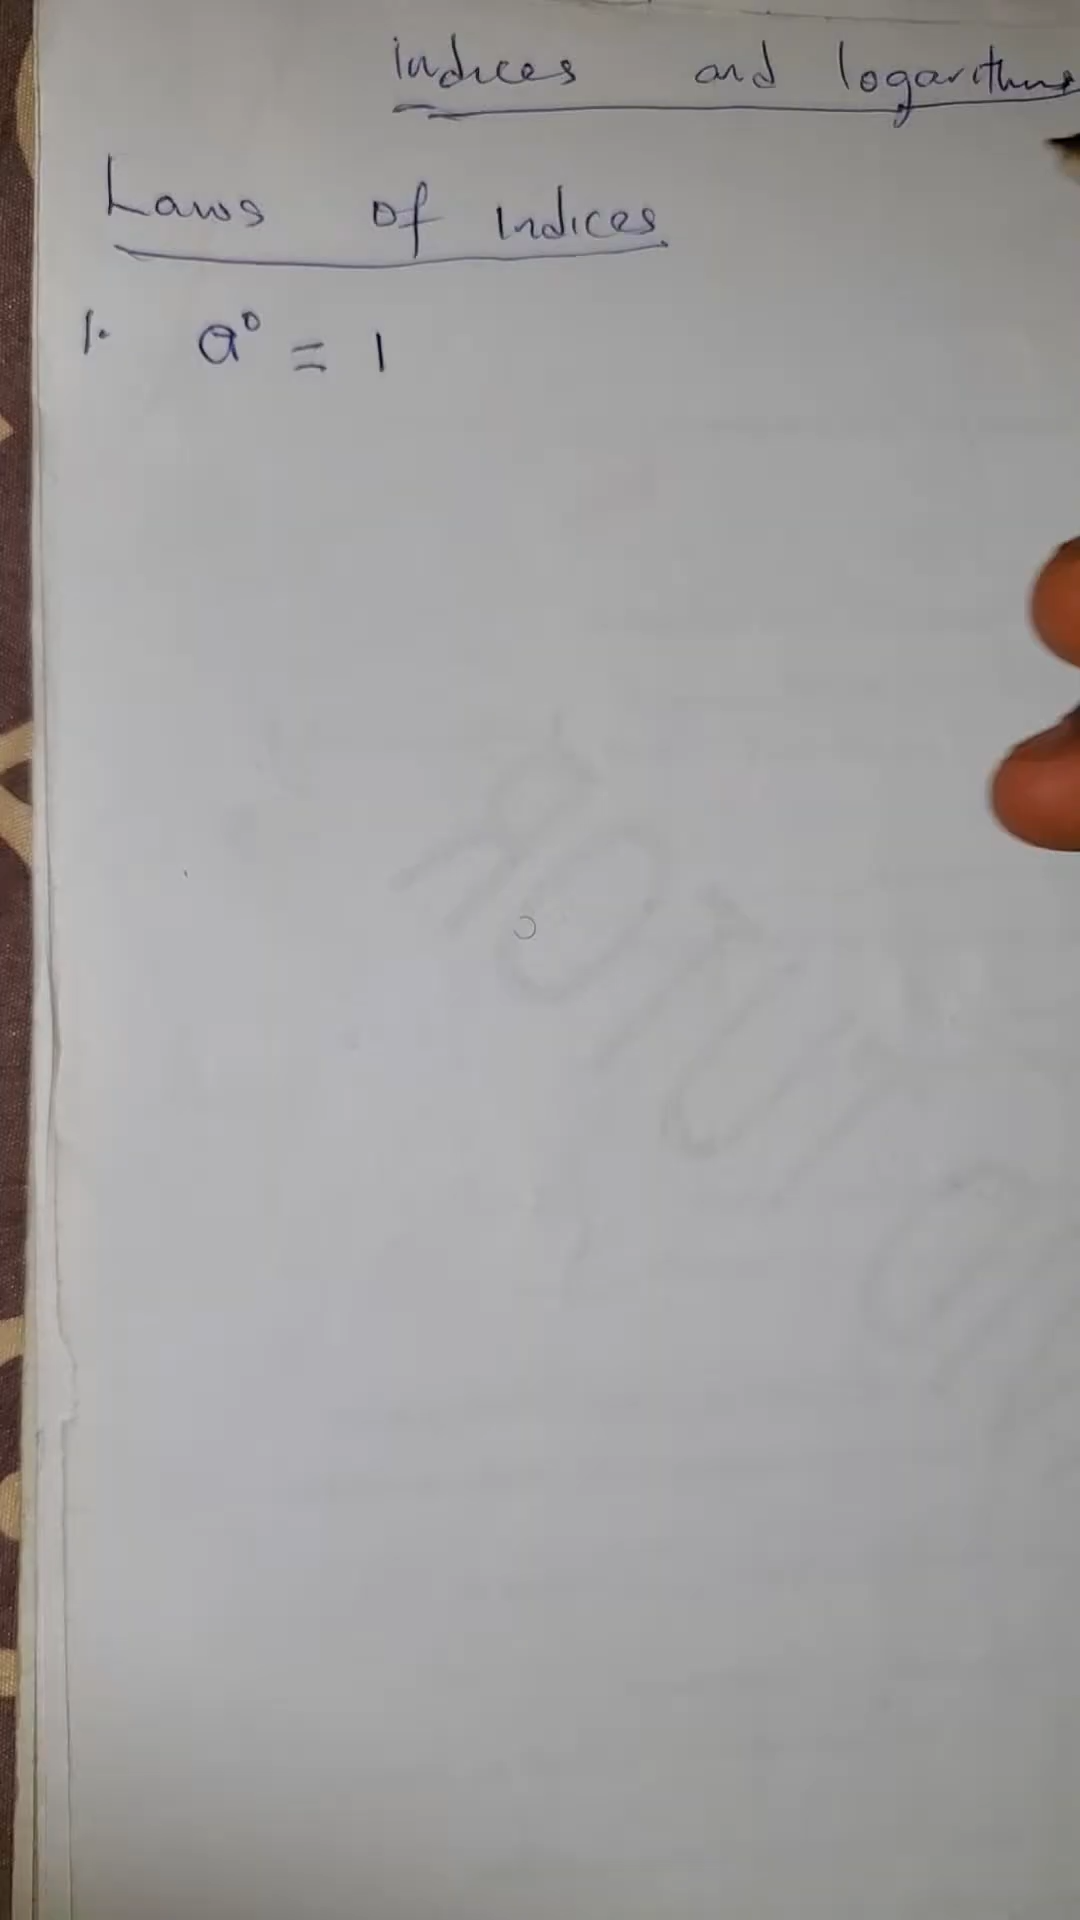 indices and logarithms
Laws of indices.
1. a⁰ = 1